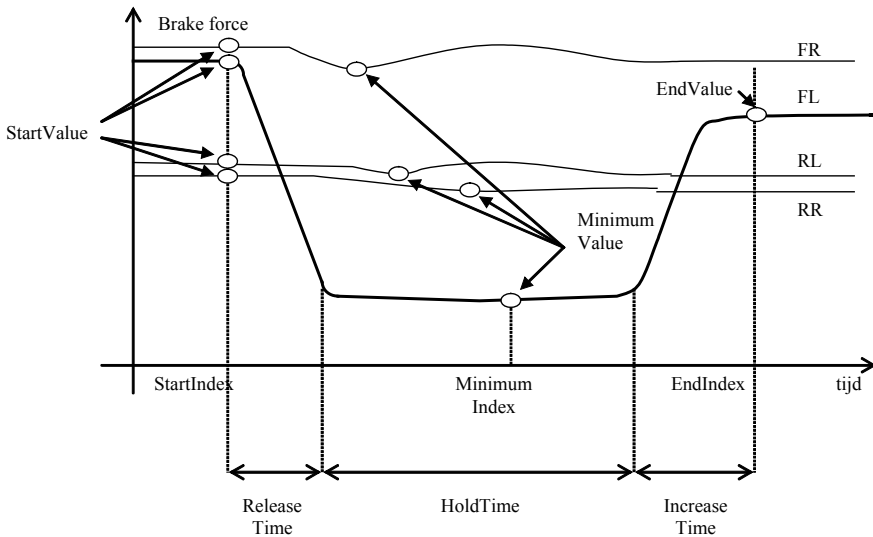 Brake force
FR
EndValue
FL
StartValue
RL
RR
Minimum
Value
StartIndex
Minimum
Index
EndIndex
tijd
Release
Time
HoldTime
Increase
Time